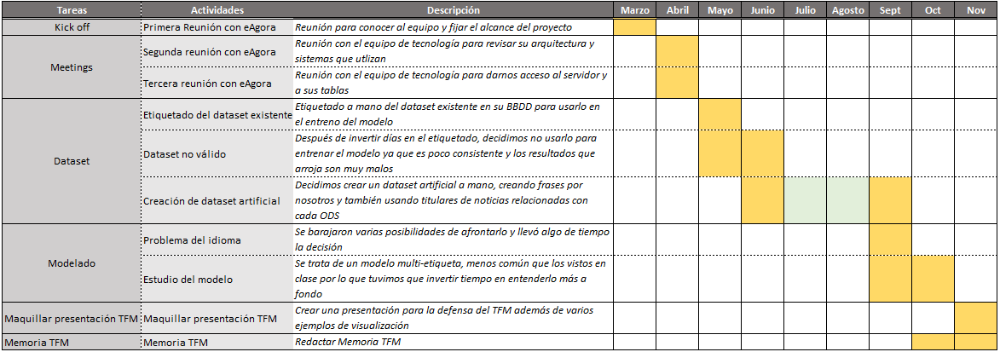 Tareas Actividades Descripción Marzo Abril Mayo Junio Julio Agosto Sept Oct Nov
Kick off Primera Reunión con eAgora Reunión para conocer al equipo y fijar el alcance del proyecto
Meetings
Segunda reunión con eAgora
Reunión con el equipo de tecnología para revisar su arquitectura y
sistemas que utlizan
Tercera reunión con eAgora
Reunión con el equipo de tecnología para darnos acceso al servidor y
a sus tablas
Dataset
Etiquetado del dataset existente
Etiquetado a mano del dataset existente en su BBDD para usarlo en
el entreno del modelo
Dataset no válido
Después de invertir días en el etiquetado, decidimos no usarlo para
entrenar el modelo ya que es poco consistente y los resultados que
arroja son muy malos
Creación de dataset artificial
Decidimos crear un dataset artificial a mano, creando frases por
nosotros y también usando titulares de noticias relacionadas con
cada ODS
Modelado
Problema del idioma
Se barajaron varias posibilidades de afrontarlo y llevó algo de tiempo
la decisión
Estudio del modelo
Se trata de un modelo multi-etiqueta, menos común que los vistos en
clase por lo que tuvimos que invertir tiempo en entenderlo más a
fondo
Maquillar presentación TFM Maquillar presentación TFM
Crear una presentación para la defensa del TFM además de varios
ejemplos de visualización
Memoria TFM Memoria TFM Redactar Memoria TFM